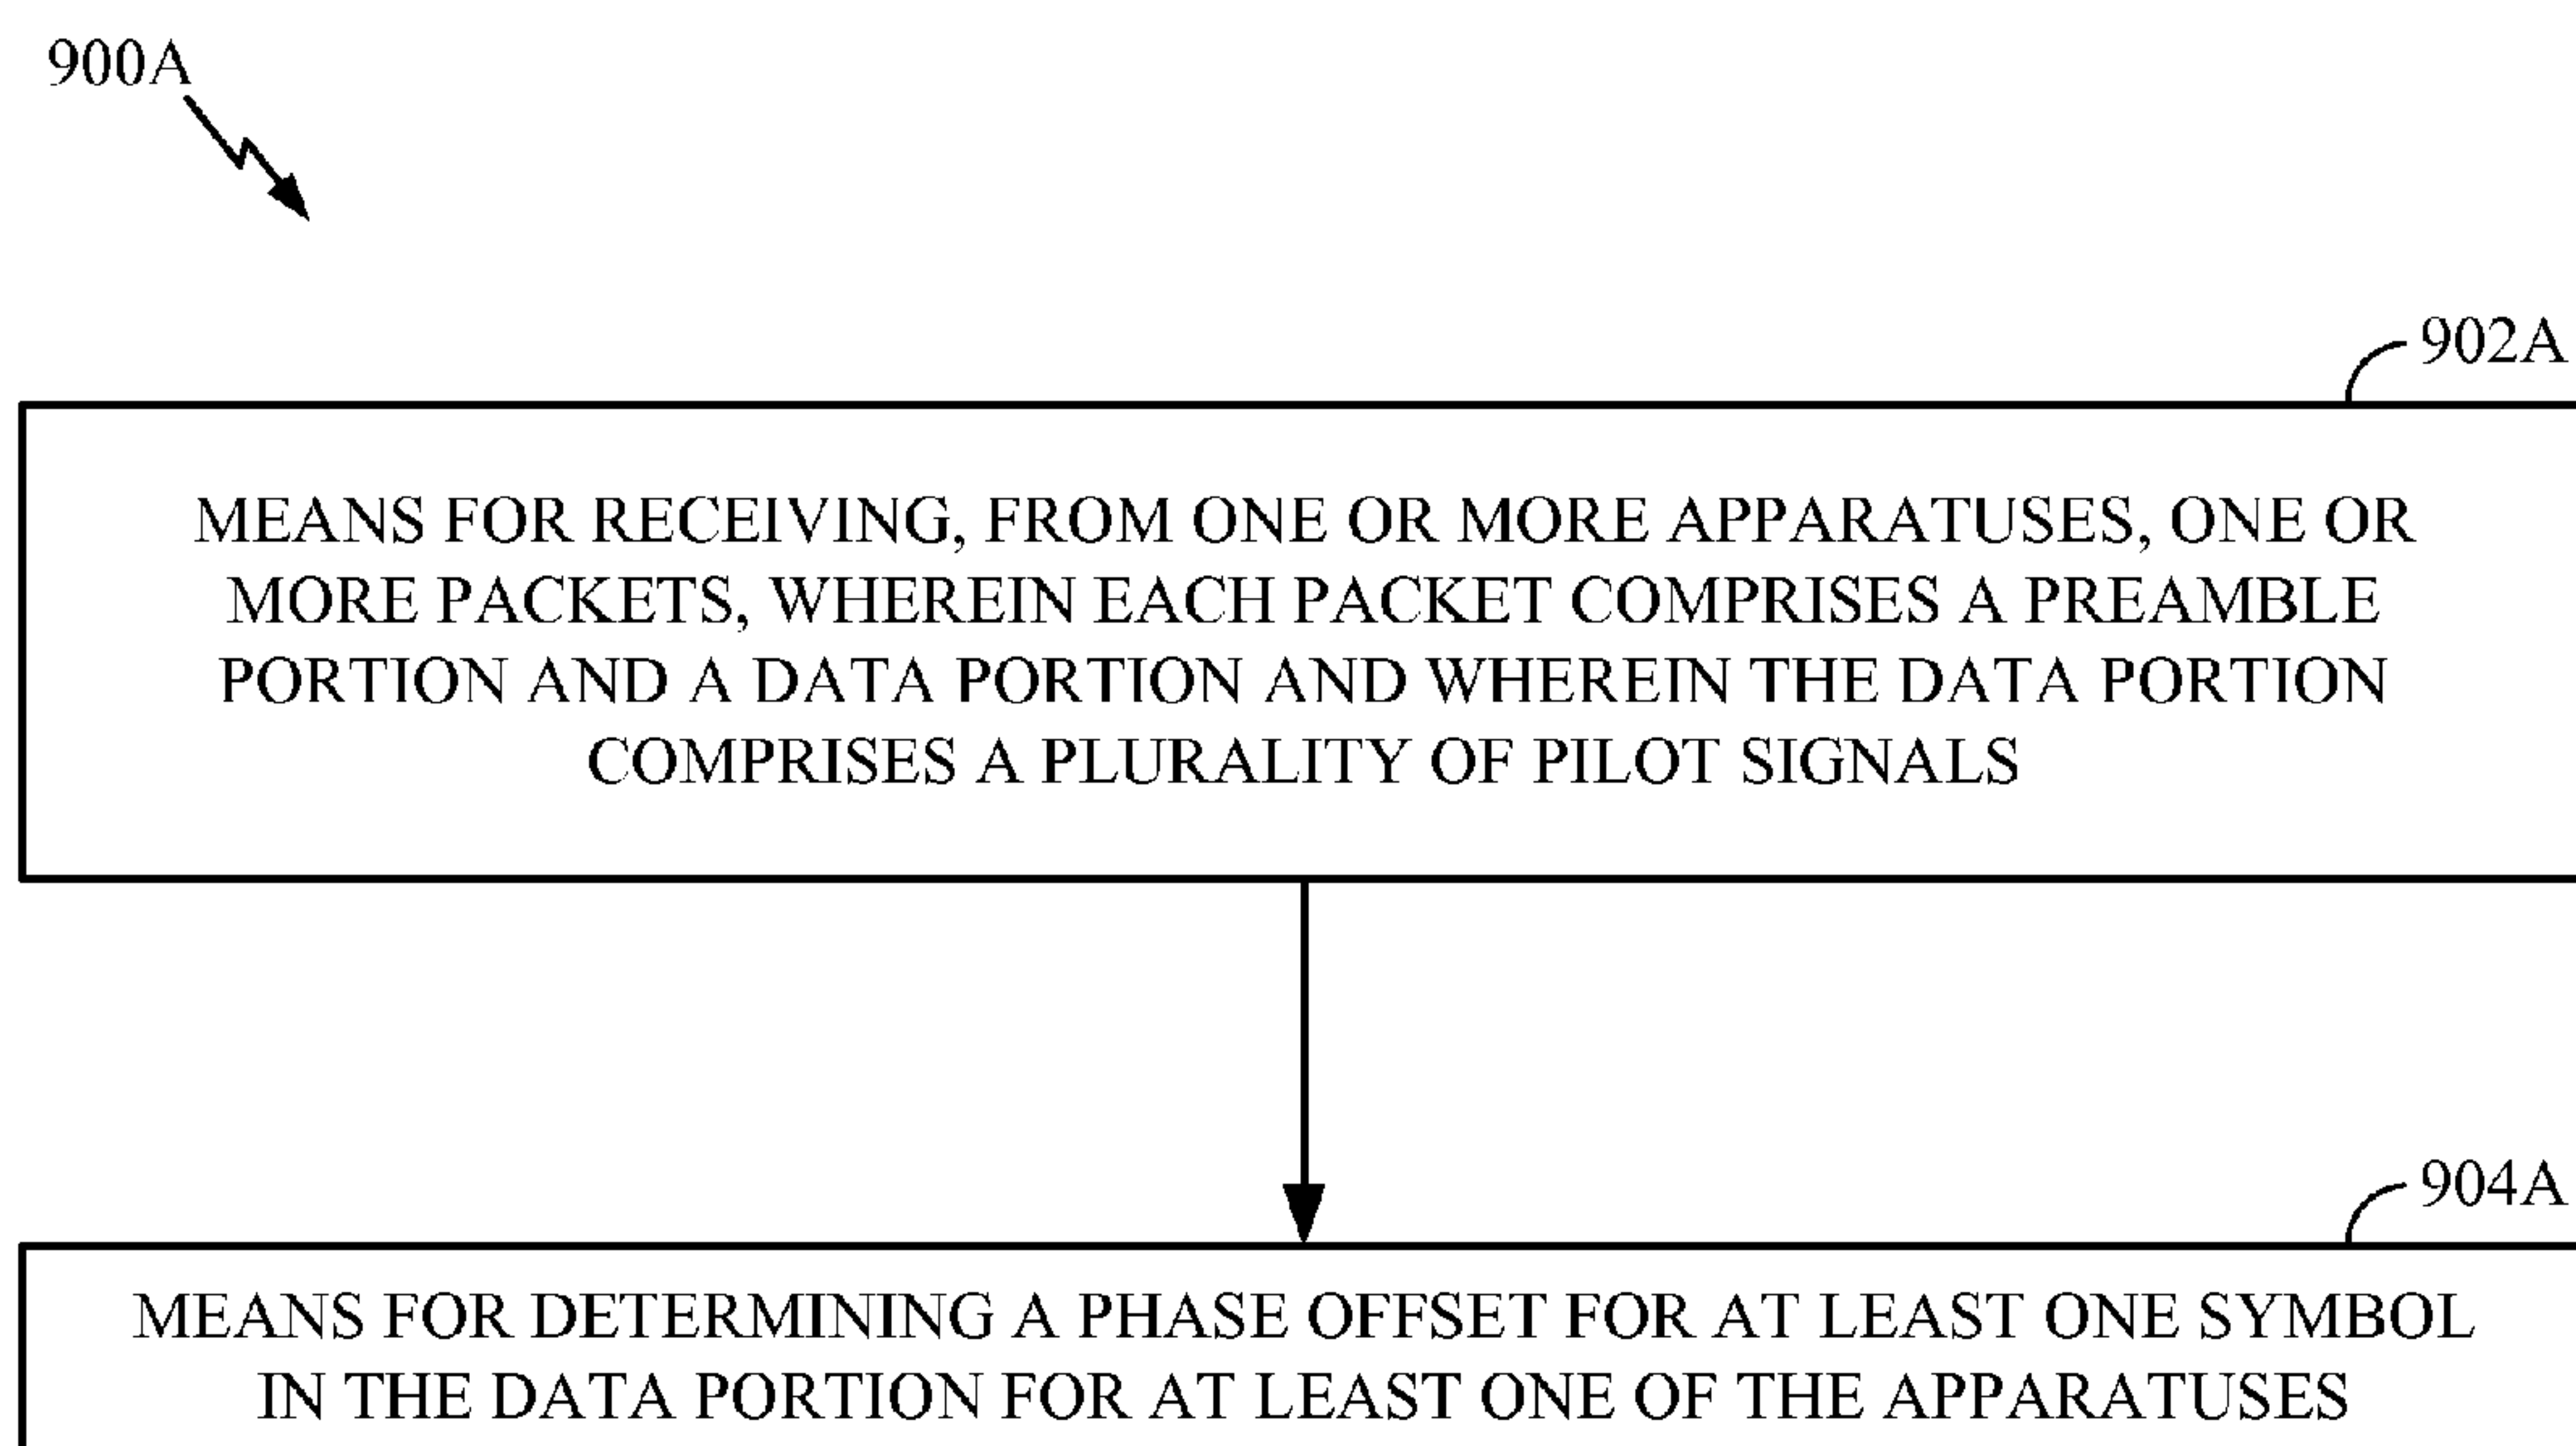 900A
902A
MEANS FOR RECEIVING, FROM ONE OR MORE APPARATUSES, ONE OR
MORE PACKETS, WHEREIN EACH PACKET COMPRISES A PREAMBLE
PORTION AND A DATA PORTION AND WHEREIN THE DATA PORTION
COMPRISES A PLURALITY OF PILOT SIGNALS
904A
MEANS FOR DETERMINING A PHASE OFFSET FOR AT LEAST ONE SYMBOL
IN THE DATA PORTION FOR AT LEAST ONE OF THE APPARATUSES